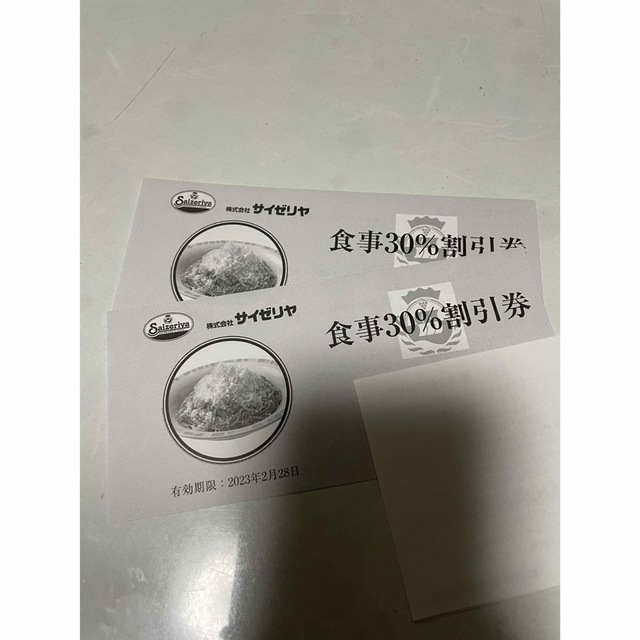 Saizeriya
株式会社 サイゼリヤ
食事30%割引券
Saizeriya
株式会社 サイゼリヤ
食事30%割引券
有効期限：2023年2月28日